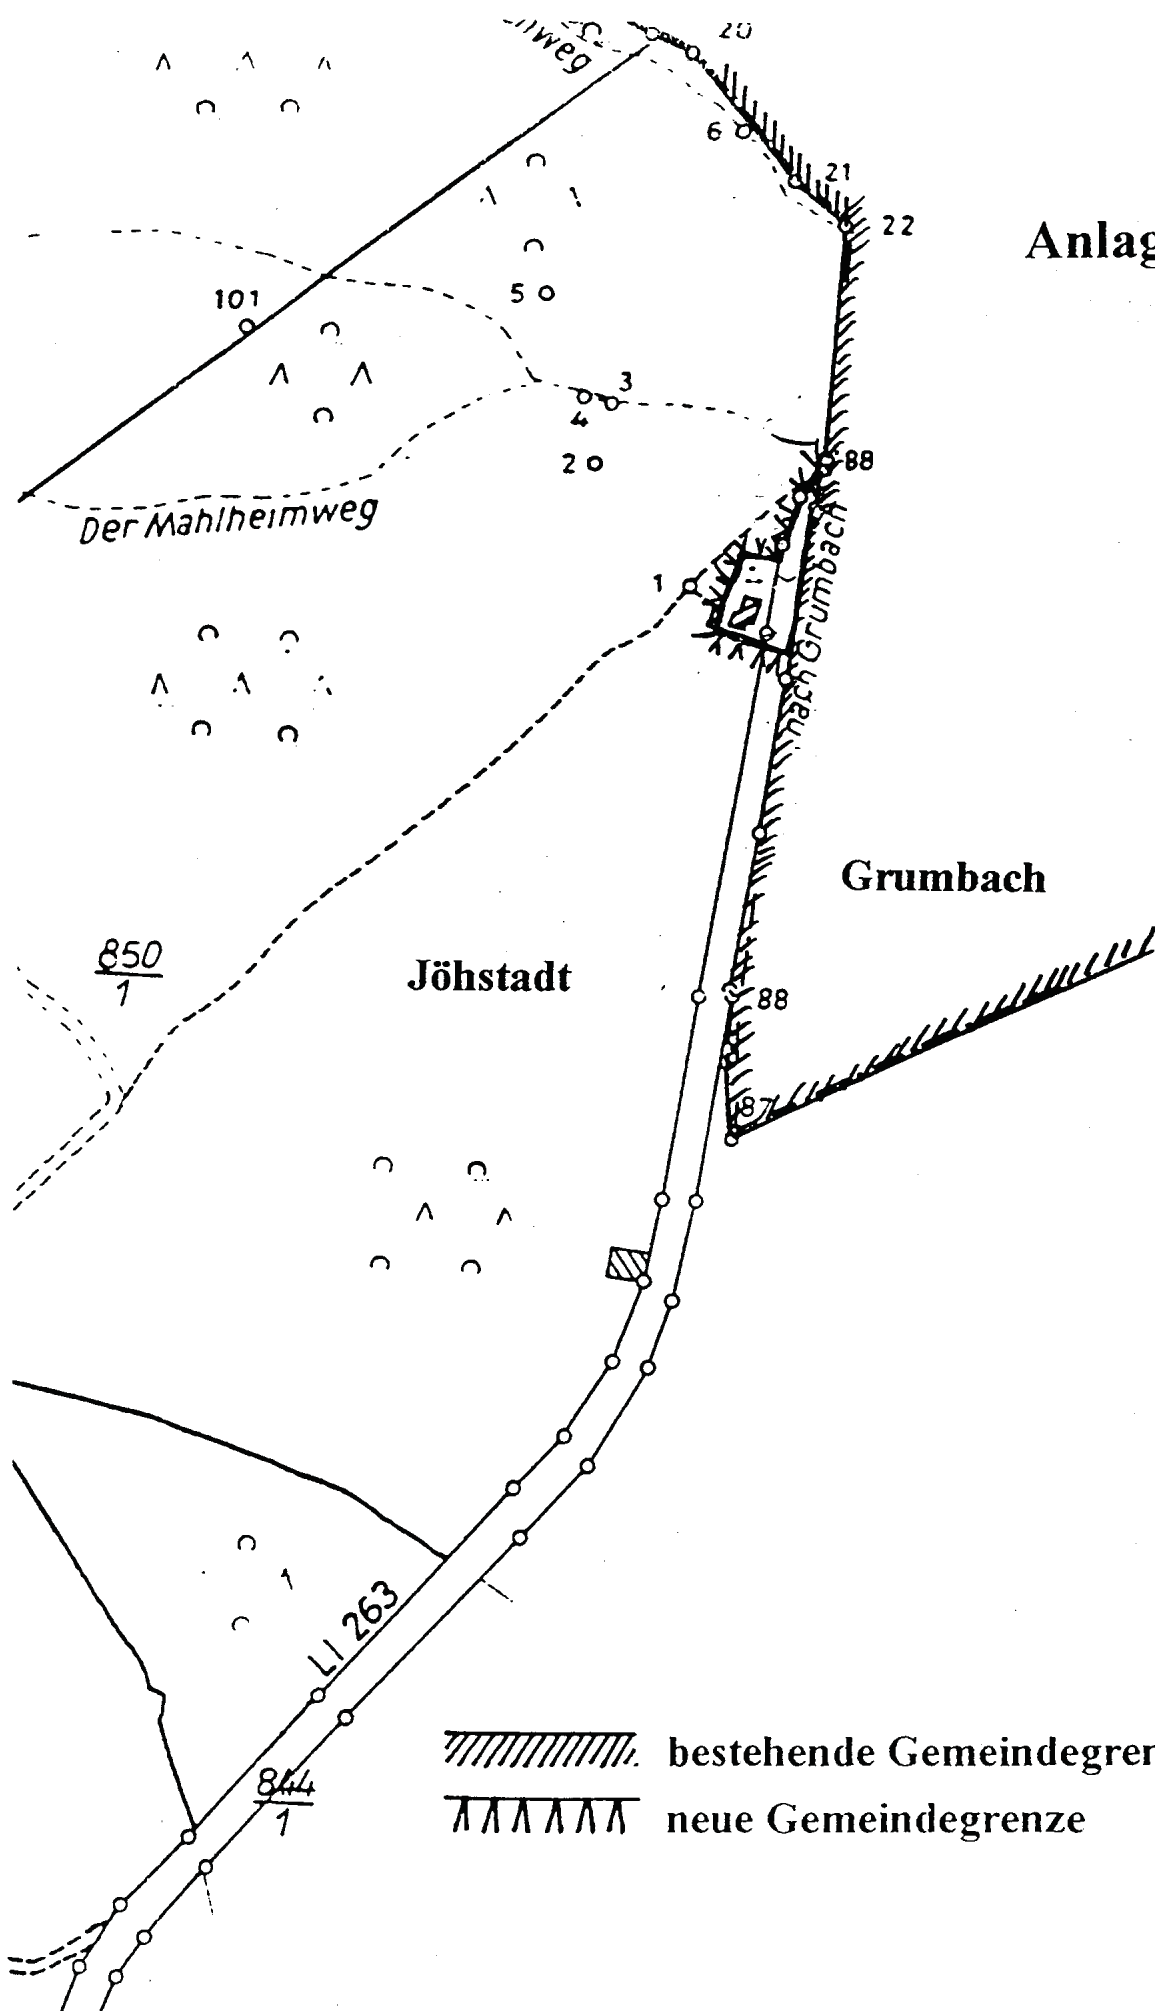 20
6
21
22
Anlag
101
5
3
4
2
88
Der Mahlheimweg
nach Grumbach
1
Grumbach
850
1
Jöhstadt
88
87
LI 263
bestehende Gemeindegren
844
1
neue Gemeindegrenze